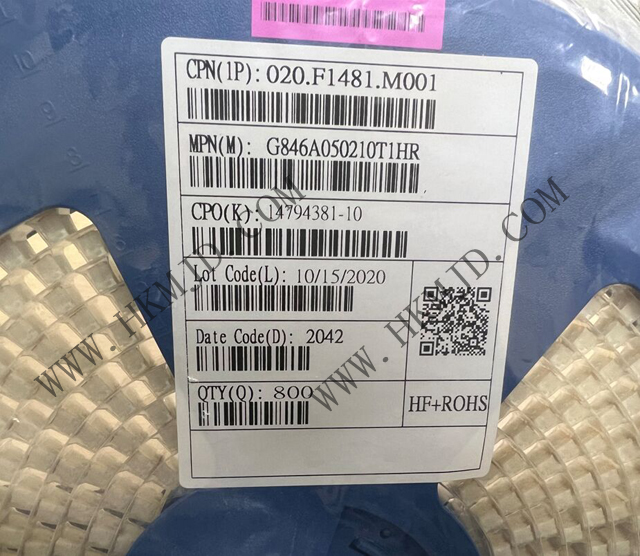 CPN(1P): 020.F1481.M001
MPN(M): G846A050210T1HR
CPO(K): 14794381-10
Lot Code(L): 10/15/2020
Date Code(D): 2042
QTY(Q): 800
HF+ROHS
WWW.HKMJD.COM
WWW.HKMJD.COM